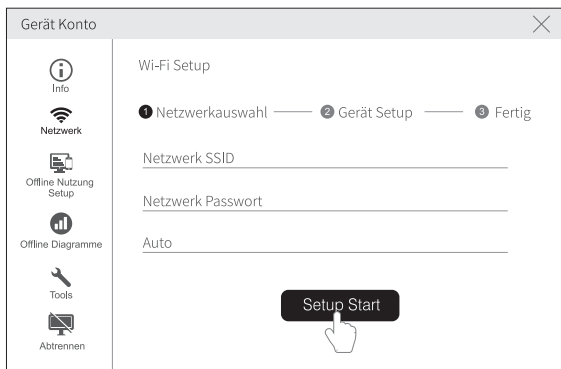 Gerät Konto
Info
Netzwerk
Offline Nutzung
Setup
Offline Diagramme
Tools
Abtrennen
Wi-Fi Setup
1 Netzwerkauswahl 2 Gerät Setup 3 Fertig
Netzwerk SSID
Netzwerk Passwort
Auto
Setup Start